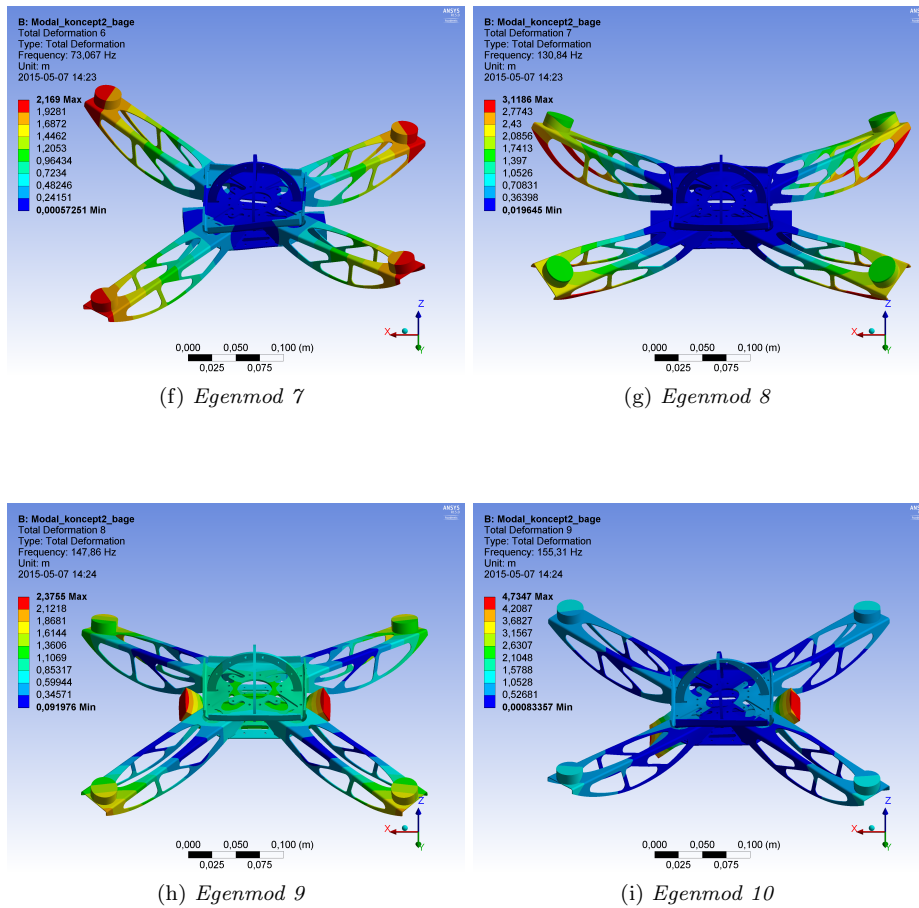 ANSYS
B: Modal_koncept2_bage
Total Deformation 6
Type: Total Deformation
Frequency: 73,067 Hz
Unit: m
2015-05-07 14:23
2,169 Max
1,9281
1,6872
1,4462
1,2053
0,96434
0,7234
0,48246
0,24151
0,00057251 Min
Z
X
Y
0,000 0,050 0,100 (m)
0,025 0,075
(f) Egenmod 7
ANSYS
B: Modal_koncept2_bage
Total Deformation 7
Type: Total Deformation
Frequency: 130,84 Hz
Unit: m
2015-05-07 14:23
3,1186 Max
2,7743
2,43
2,0856
1,7413
1,397
1,0526
0,70831
0,36398
0,019645 Min
Z
X
Y
0,000 0,050 0,100 (m)
0,025 0,075
(g) Egenmod 8
ANSYS
B: Modal_koncept2_bage
Total Deformation 8
Type: Total Deformation
Frequency: 147,86 Hz
Unit: m
2015-05-07 14:24
2,3755 Max
2,1218
1,8681
1,6144
1,3606
1,1069
0,85317
0,59944
0,34571
0,091976 Min
Z
X
Y
0,000 0,050 0,100 (m)
0,025 0,075
(h) Egenmod 9
ANSYS
B: Modal_koncept2_bage
Total Deformation 9
Type: Total Deformation
Frequency: 155,31 Hz
Unit: m
2015-05-07 14:24
4,7347 Max
4,2087
3,6827
3,1567
2,6307
2,1048
1,5788
1,0528
0,52681
0,00083357 Min
Z
X
Y
0,000 0,050 0,100 (m)
0,025 0,075
(i) Egenmod 10